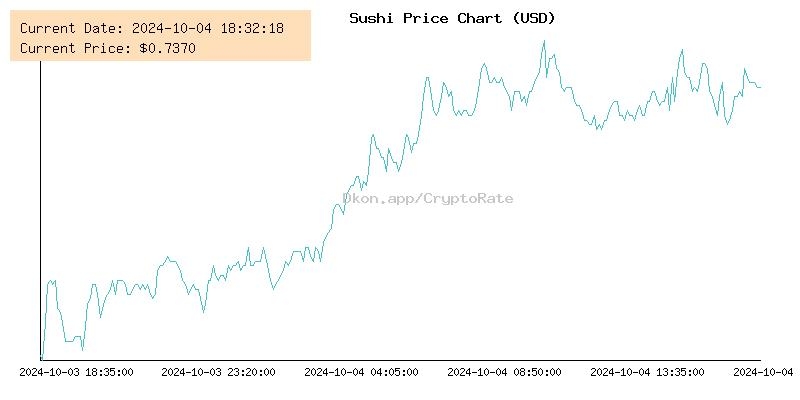 Sushi Price Chart (USD)
Current Date: 2024-10-04 18:32:18
Current Price: $0.7370
Dkon.app/CryptoRate
2024-10-03 18:35:00 2024-10-03 23:20:00 2024-10-04 04:05:00 2024-10-04 08:50:00 2024-10-04 13:35:00 2024-10-04